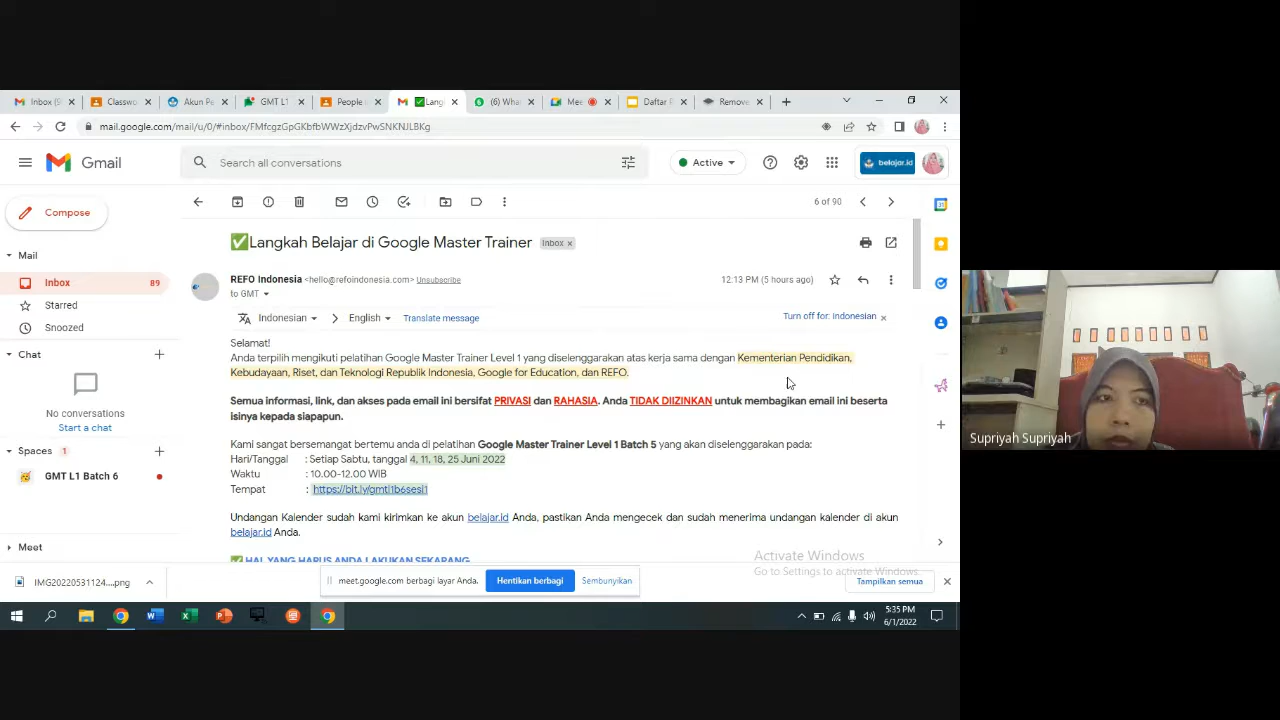 Inbox (9
Classwo
Akun Pe
GMT L1
People i
Lang
(6) Wha
Mee
Daftar P
Remove
mail.google.com/mail/u/0/#inbox/FMfcgzGpGKbfbWWzXjdzvPwSNKNJLBKg
Gmail
Search all conversations
Active
belajar.id
Compose
6 of 90
Mail
✅Langkah Belajar di Google Master Trainer
Inbox x
Inbox 89
REFO Indonesia <hello@refoindonesia.com> Unsubscribe
12:13 PM (5 hours ago)
to GMT
Starred
Snoozed
Indonesian > English Translate message
Turn off for: Indonesian x
Chat
Selamat!
Anda terpilih mengikuti pelatihan Google Master Trainer Level 1 yang diselenggarakan atas kerja sama dengan Kementerian Pendidikan,
Kebudayaan, Riset, dan Teknologi Republik Indonesia, Google for Education, dan REFO.
No conversations
Start a chat
Semua informasi, link, dan akses pada email ini bersifat PRIVASI dan RAHASIA. Anda TIDAK DIIZINKAN untuk membagikan email ini beserta
isinya kepada siapapun.
Spaces 1
GMT L1 Batch 6
Kami sangat bersemangat bertemu anda di pelatihan Google Master Trainer Level 1 Batch 5 yang akan diselenggarakan pada:
Hari/Tanggal : Setiap Sabtu, tanggal 4, 11, 18, 25 Juni 2022
Waktu : 10.00-12.00 WIB
Tempat : https://bit.ly/gmtl1b6sesi1
Undangan Kalender sudah kami kirimkan ke akun belajar.id Anda, pastikan Anda mengecek dan sudah menerima undangan kalender di akun
belajar.id Anda.
Meet
✅ HAL YANG HARUS ANDA LAKUKAN SEKARANG
Activate Windows
Go to Settings to activate Windows.
IMG20220531124....png
meet.google.com berbagi layar Anda.
Hentikan berbagi
Sembunyikan
Tampilkan semua
5:35 PM
6/1/2022
Supriyah Supriyah